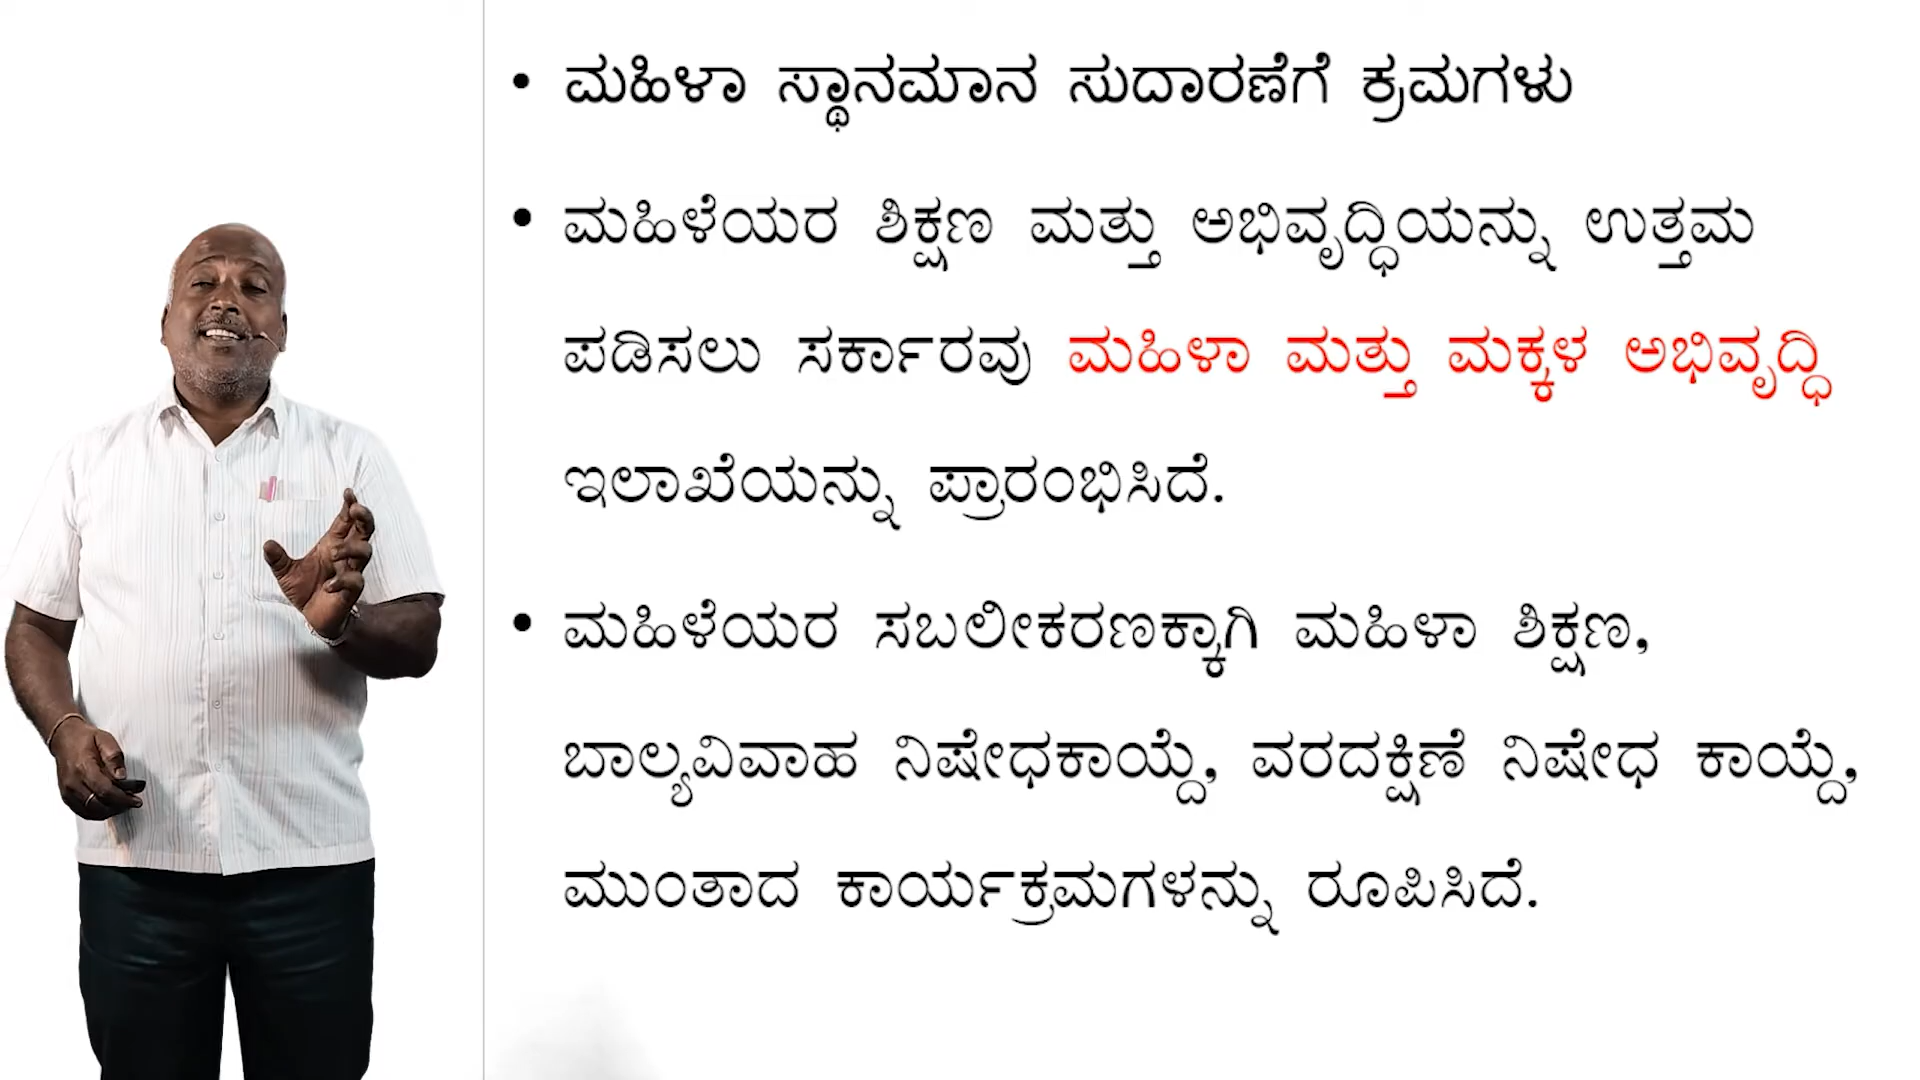 • ಮಹಿಳಾ ಸ್ಥಾನಮಾನ ಸುದಾರಣೆಗೆ ಕ್ರಮಗಳು
• ಮಹಿಳೆಯರ ಶಿಕ್ಷಣ ಮತ್ತು ಅಭಿವೃದ್ಧಿಯನ್ನು ಉತ್ತಮ
ಪಡಿಸಲು ಸರ್ಕಾರವು ಮಹಿಳಾ ಮತ್ತು ಮಕ್ಕಳ ಅಭಿವೃದ್ಧಿ
ಇಲಾಖೆಯನ್ನು ಪ್ರಾರಂಭಿಸಿದೆ.
• ಮಹಿಳೆಯರ ಸಬಲೀಕರಣಕ್ಕಾಗಿ ಮಹಿಳಾ ಶಿಕ್ಷಣ,
ಬಾಲ್ಯವಿವಾಹ ನಿಷೇಧಕಾಯ್ದೆ, ವರದಕ್ಷಿಣೆ ನಿಷೇಧ ಕಾಯ್ದೆ,
ಮುಂತಾದ ಕಾರ್ಯಕ್ರಮಗಳನ್ನು ರೂಪಿಸಿದೆ.